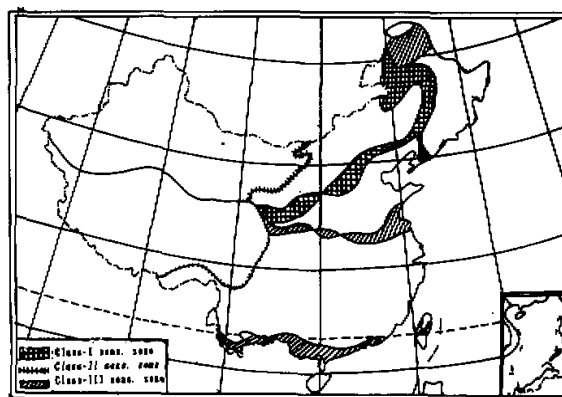 Class-I sens. zone
Class-II sens. zone
Class-III sens. zone